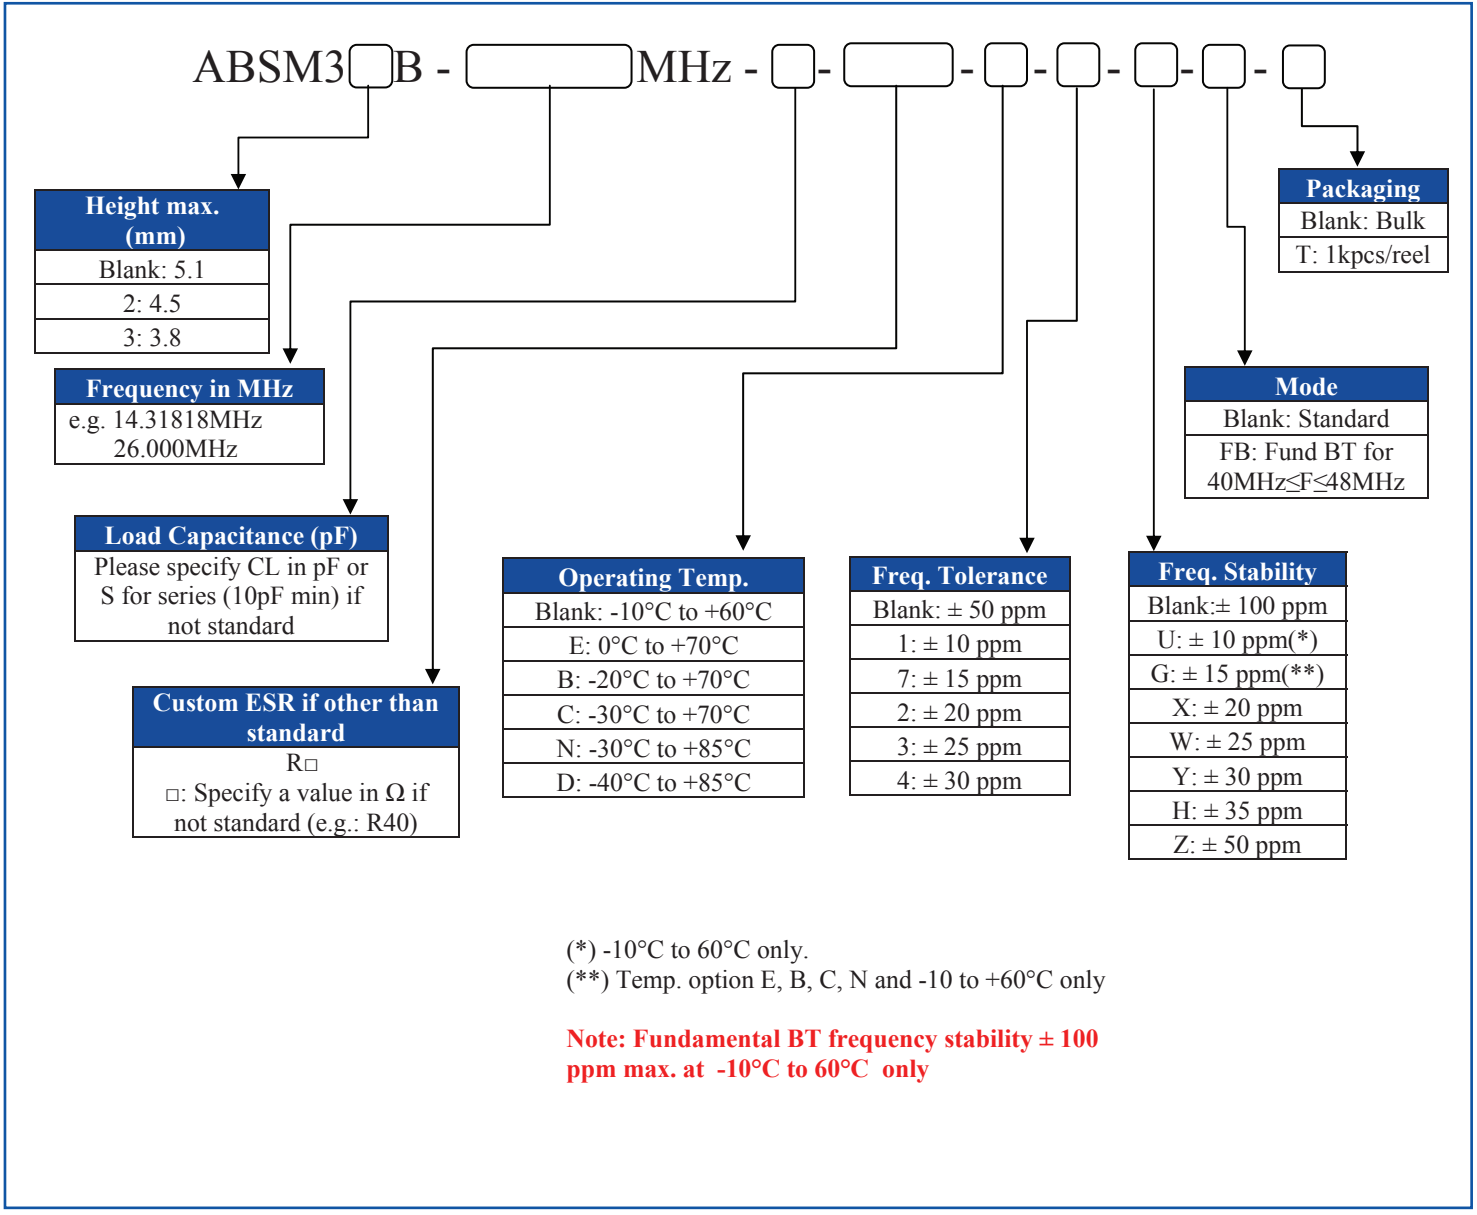 ABSM3 B - MHz - - - - - - -
Height max.
(mm)
Blank: 5.1
2: 4.5
3: 3.8
Frequency in MHz
e.g. 14.31818MHz
26.000MHz
Load Capacitance (pF)
Please specify CL in pF or
S for series (10pF min) if
not standard
Custom ESR if other than
standard
R□
□: Specify a value in Ω if
not standard (e.g.: R40)
Operating Temp.
Blank: -10°C to +60°C
E: 0°C to +70°C
B: -20°C to +70°C
C: -30°C to +70°C
N: -30°C to +85°C
D: -40°C to +85°C
Freq. Tolerance
Blank: ± 50 ppm
1: ± 10 ppm
7: ± 15 ppm
2: ± 20 ppm
3: ± 25 ppm
4: ± 30 ppm
Freq. Stability
Blank:± 100 ppm
U: ± 10 ppm(*)
G: ± 15 ppm(**)
X: ± 20 ppm
W: ± 25 ppm
Y: ± 30 ppm
H: ± 35 ppm
Z: ± 50 ppm
Mode
Blank: Standard
FB: Fund BT for
40MHz≤F≤48MHz
Packaging
Blank: Bulk
T: 1kpcs/reel
(*) -10°C to 60°C only.
(**) Temp. option E, B, C, N and -10 to +60°C only
Note: Fundamental BT frequency stability ± 100
ppm max. at -10°C to 60°C only